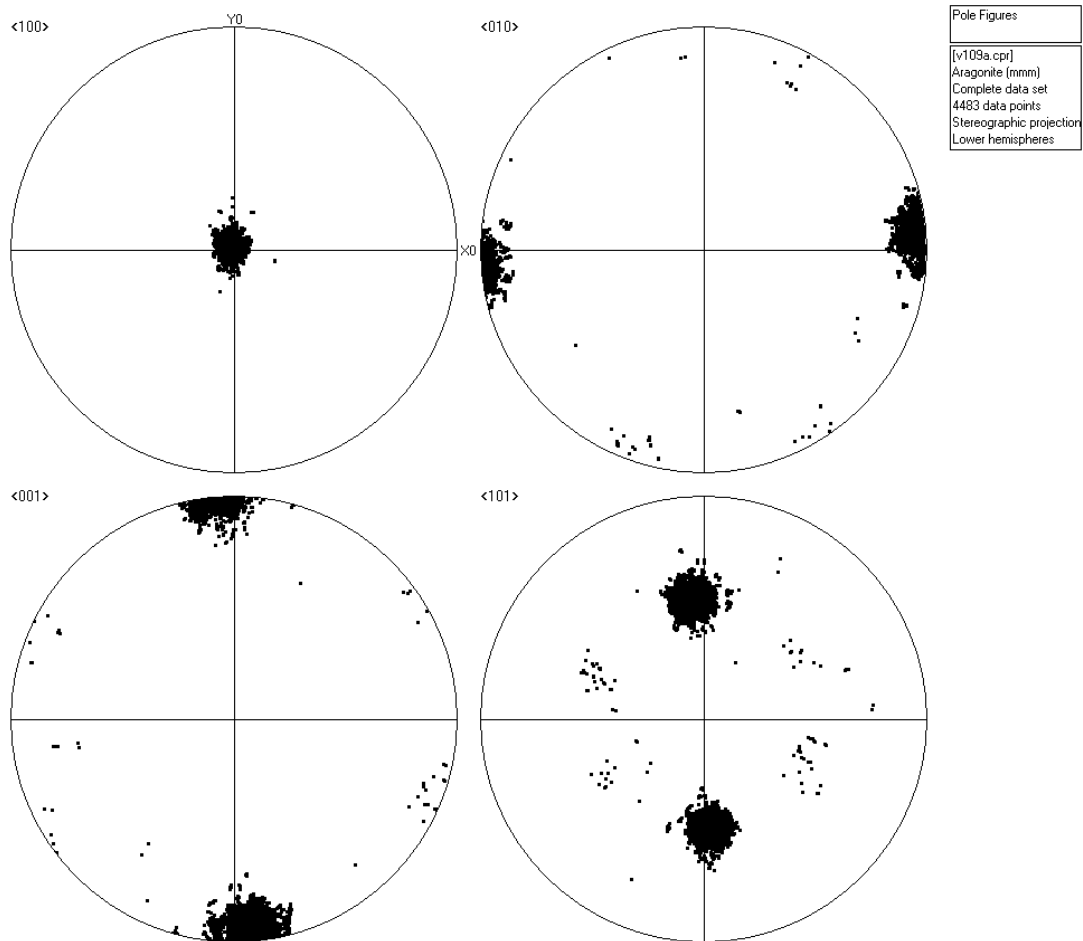 <100>
Y0
X0
<010>
<001>
<101>
Pole Figures
[v109a.cpr]
Aragonite (mmm)
Complete data set
4483 data points
Stereographic projection
Lower hemispheres